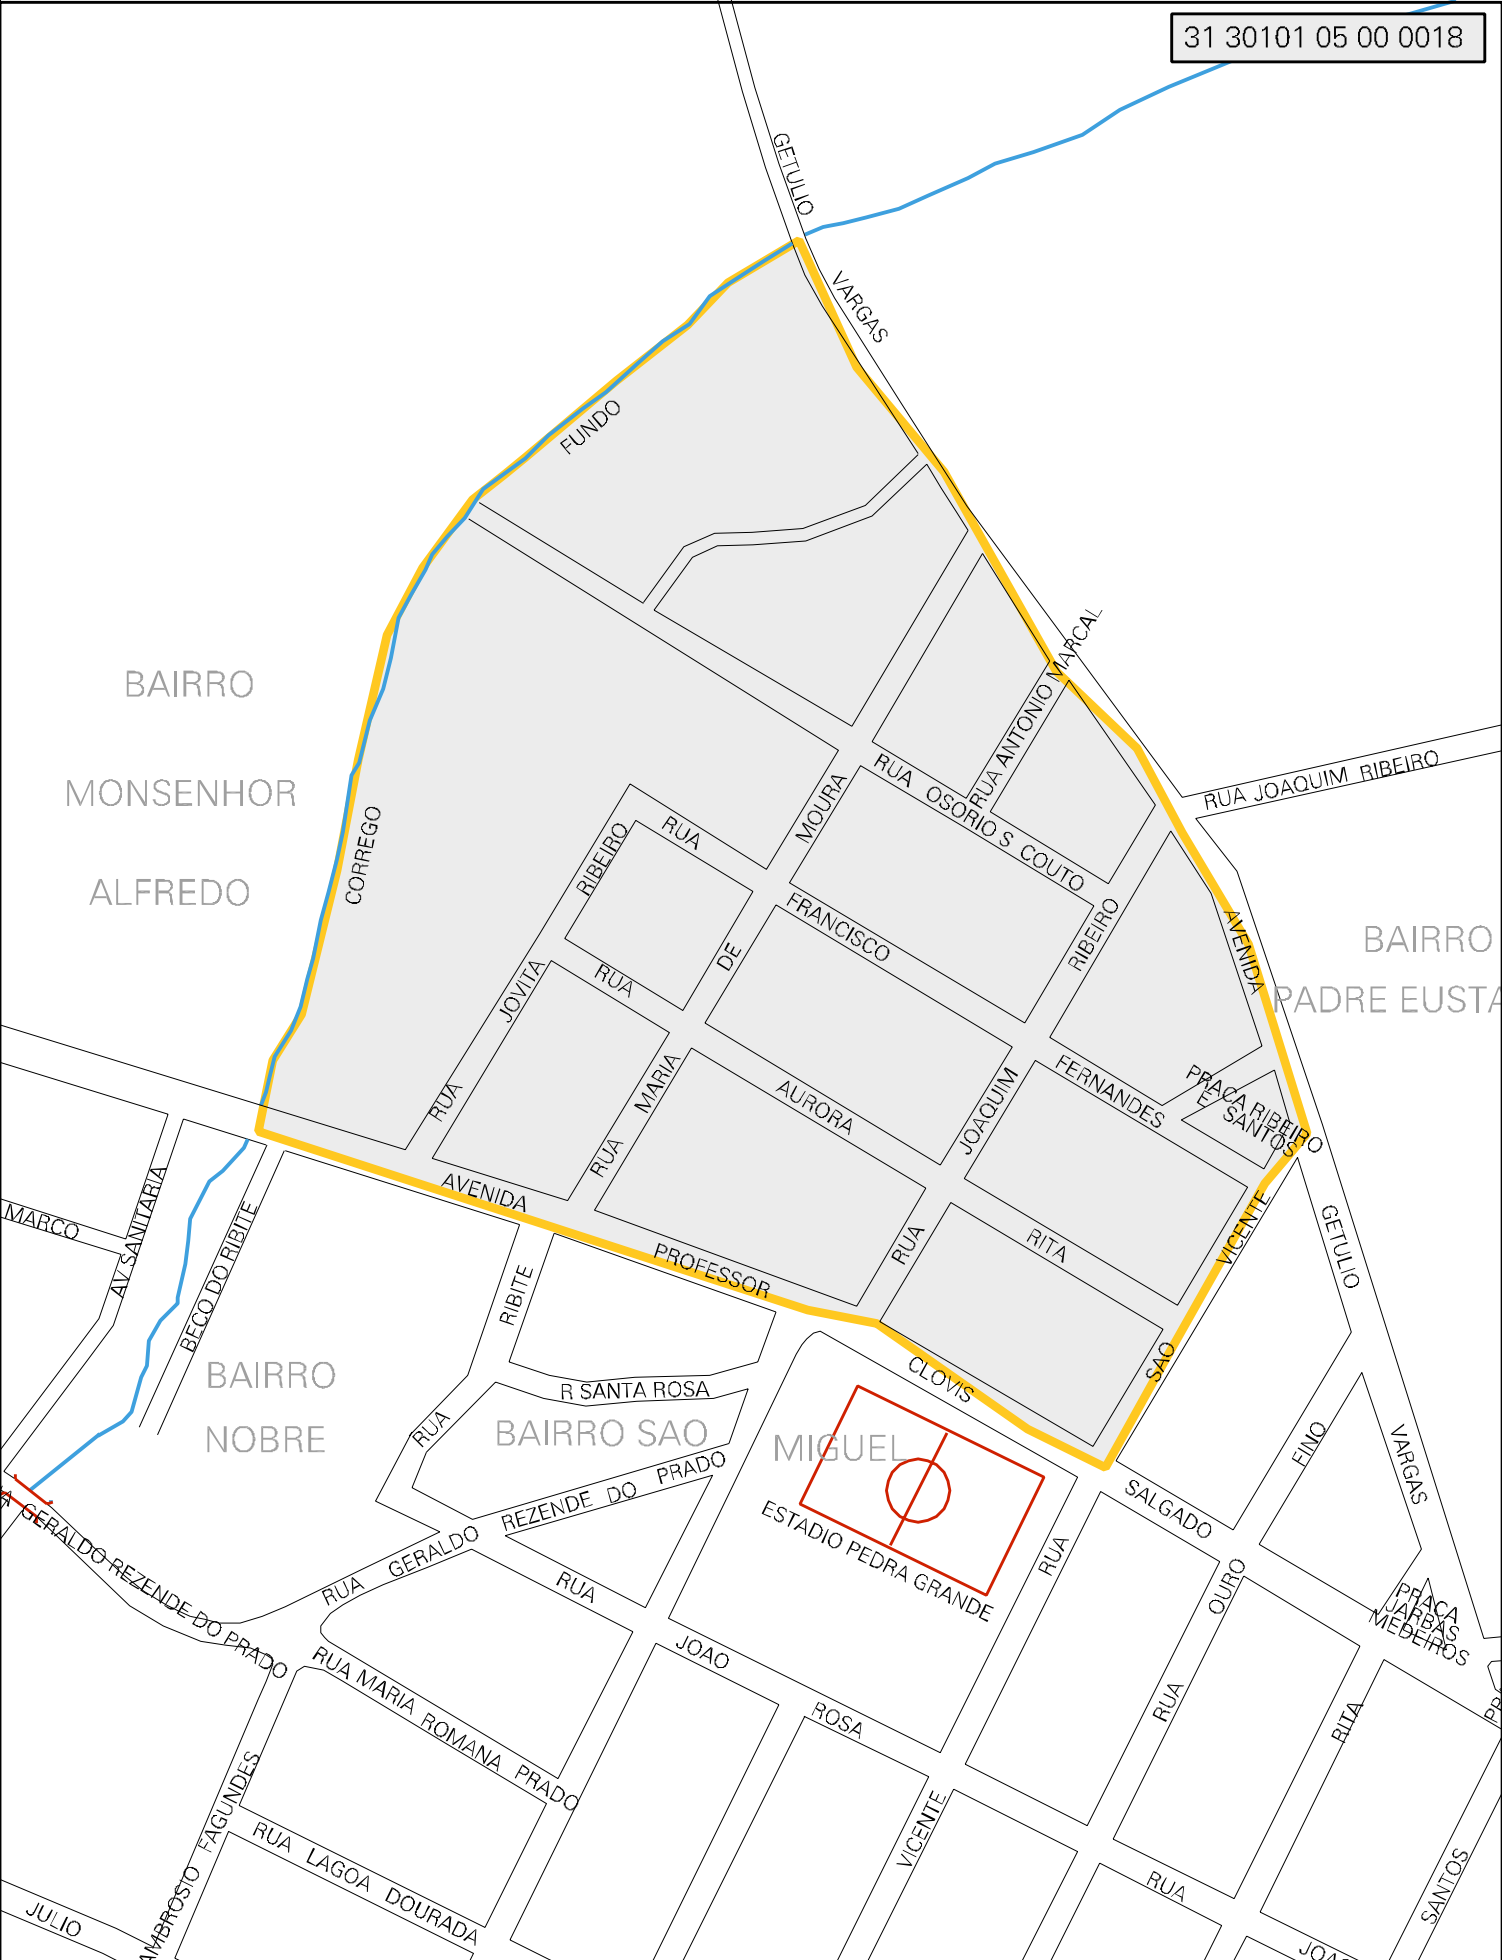 31 30101 05 00 0018
GETULIO
VARGAS
FUNDO
BAIRRO
MONSENHOR
ALFREDO
CORREGO
RUA ANTONIO MARCAL
RUA JOAQUIM RIBEIRO
RUA OSORIO S COUTO
MOURA
RUA
RIBEIRO
FRANCISCO
RIBEIRO
AVENIDA
BAIRRO
PADRE EUSTA
DE
RUA
JOVITA
RUA
MARIA
RUA
AURORA
JOAQUIM
FERNANDES
PRACA RIBEIRO
E SANTOS
AVENIDA
PROFESSOR
RUA
RITA
VICENTE
SAO
GETULIO
MARCO
AV SANITARIA
BECO DO RIBITE
RIBITE
RUA
BAIRRO
NOBRE
R SANTA ROSA
BAIRRO SAO
MIGUEL
CLOVIS
SALGADO
FINO
VARGAS
ESTADIO PEDRA GRANDE
RUA
OURO
RUA
PRACA
JARBAS
MEDEIROS
RUA GERALDO REZENDE DO PRADO
GERALDO REZENDE DO PRADO
RUA
JOAO
ROSA
RUA MARIA ROMANA PRADO
RITA
AMBROSIO FAGUNDES
RUA LAGOA DOURADA
VICENTE
RUA
SANTOS
JULIO